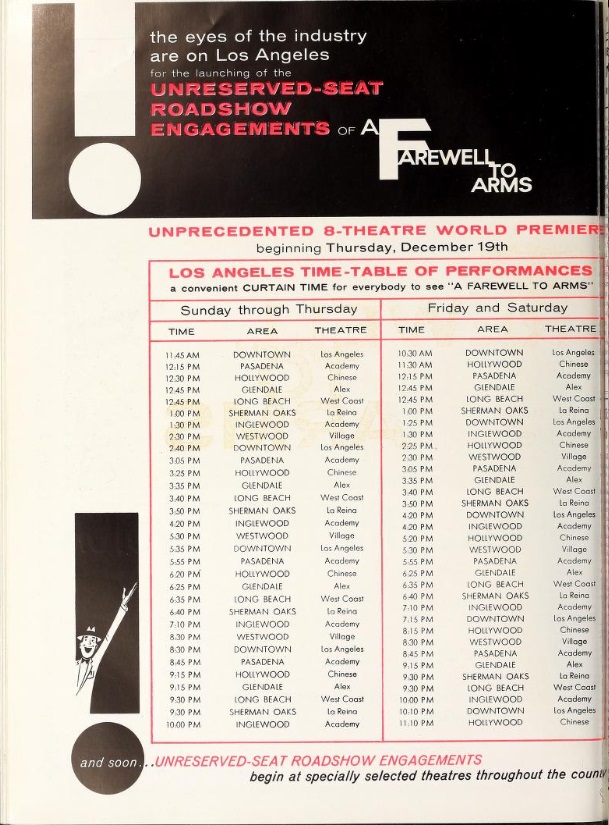 the eyes of the industry
are on Los Angeles
for the launching of the
UNRESERVED-SEAT
ROADSHOW
ENGAGEMENTS OF A
FAREWELL
TO
ARMS
UNPRECEDENTED 8-THEATRE WORLD PREMIER
beginning Thursday, December 19th
LOS ANGELES TIME-TABLE OF PERFORMANCES
a convenient CURTAIN TIME for everybody to see "A FAREWELL TO ARMS"
Sunday through Thursday
TIME AREA THEATRE
11.45 AM DOWNTOWN Los Angeles
12.15 PM PASADENA Academy
12.30 PM HOLLYWOOD Chinese
12.45 PM GLENDALE Alex
12.45 PM LONG BEACH West Coast
1.00 PM SHERMAN OAKS La Reina
1:30 PM INGLEWOOD Academy
2:30 PM WESTWOOD Village
2:40 PM DOWNTOWN Los Angeles
3.05 PM PASADENA Academy
3.25 PM HOLLYWOOD Chinese
3.35 PM GLENDALE Alex
3.40 PM LONG BEACH West Coast
3:50 PM SHERMAN OAKS La Reina
4.20 PM INGLEWOOD Academy
5.30 PM WESTWOOD Village
5.35 PM DOWNTOWN Los Angeles
5.55 PM PASADENA Academy
6.20 PM HOLLYWOOD Chinese
6.25 PM GLENDALE Alex
6.35 PM LONG BEACH West Coast
6.40 PM SHERMAN OAKS La Reina
7.10 PM INGLEWOOD Academy
8.30 PM WESTWOOD Village
8.30 PM DOWNTOWN Los Angeles
8.45 PM PASADENA Academy
9.15 PM HOLLYWOOD Chinese
9.15 PM GLENDALE Alex
9:30 PM LONG BEACH West Coast
9.30 PM SHERMAN OAKS La Reina
10.00 PM INGLEWOOD Academy
Friday and Saturday
TIME AREA THEATRE
10:30 AM DOWNTOWN Los Angeles
11.30 AM HOLLYWOOD Chinese
12.15 PM PASADENA Academy
12.45 PM GLENDALE Alex
12.45 PM LONG BEACH West Coast
1.00 PM SHERMAN OAKS La Reina
1:25 PM DOWNTOWN Los Angeles
1.30 PM INGLEWOOD Academy
2:25 PM HOLLYWOOD Chinese
2.30 PM WESTWOOD Village
3.05 PM PASADENA Academy
3.35 PM GLENDALE Alex
3.40 PM LONG BEACH West Coast
3.50 PM SHERMAN OAKS La Reina
4.20 PM DOWNTOWN Los Angeles
4.20 PM INGLEWOOD Academy
5.20 PM HOLLYWOOD Chinese
5.30 PM WESTWOOD Village
5.55 PM PASADENA Academy
6.25 PM GLENDALE Alex
6.35 PM LONG BEACH West Coast
6.40 PM SHERMAN OAKS La Reina
7.10 PM INGLEWOOD Academy
7.15 PM DOWNTOWN Los Angeles
8.15 PM HOLLYWOOD Chinese
8:30 PM WESTWOOD Village
8.45 PM PASADENA Academy
9.15 PM GLENDALE Alex
9.30 PM SHERMAN OAKS La Reina
9.30 PM LONG BEACH West Coast
10.00 PM INGLEWOOD Academy
10.10 PM DOWNTOWN Los Angeles
11.10 PM HOLLYWOOD Chinese
and soon...UNRESERVED-SEAT ROADSHOW ENGAGEMENTS
begin at specially selected theatres throughout the